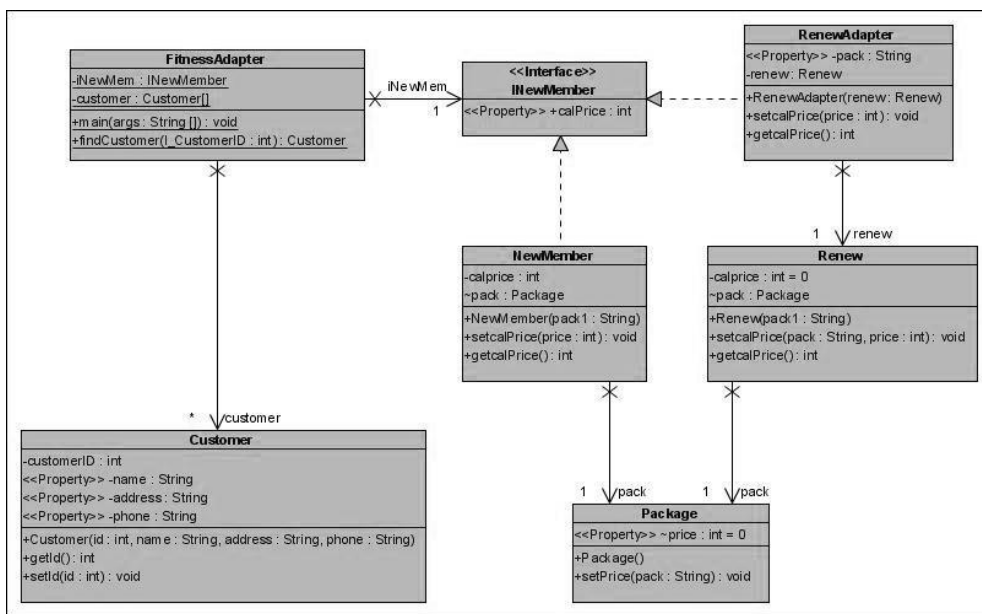 FitnessAdapter
-iNewMem : INewMember
-customer : Customer[]
+main(args : String []) : void
+findCustomer(l_CustomerID : int) : Customer
iNewMem
1
<<Interface>>
INewMember
<<Property>> +calPrice : int
RenewAdapter
<<Property>> -pack : String
-renew : Renew
+RenewAdapter(renew : Renew)
+setcalPrice(price : int) : void
+getcalPrice() : int
1
renew
NewMember
-calprice : int
~pack : Package
+NewMember(pack1 : String)
+setcalPrice(price : int) : void
+getcalPrice() : int
Renew
-calprice : int = 0
~pack : Package
+Renew(pack1 : String)
+setcalPrice(pack : String, price : int) : void
+getcalPrice() : int
*
customer
Customer
-customerID : int
<<Property>> -name : String
<<Property>> -address : String
<<Property>> -phone : String
+Customer(id : int, name : String, address : String, phone : String)
+getId() : int
+setId(id : int) : void
1
pack
1
pack
Package
<<Property>> ~price : int = 0
+Package()
+setPrice(pack : String) : void